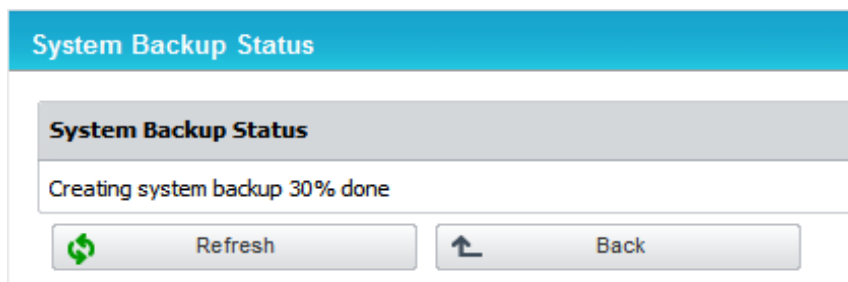 System Backup Status
System Backup Status
Creating system backup 30% done
Refresh Back